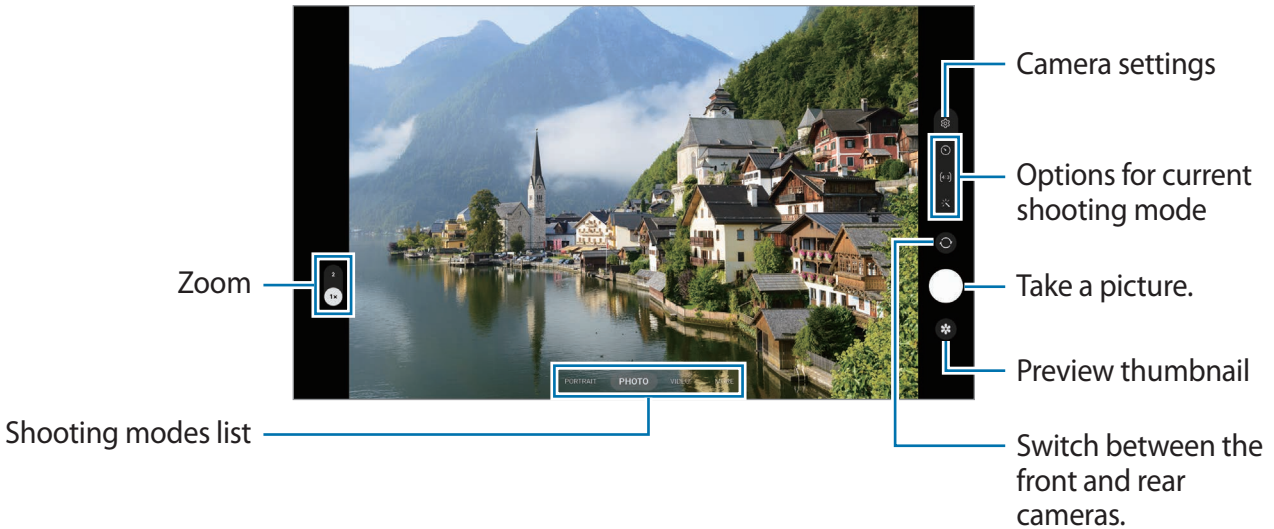 Camera settings
Options for current
shooting mode
Zoom
2
1x
Take a picture.
PORTRAIT PHOTO VIDEO MORE
Preview thumbnail
Shooting modes list
Switch between the
front and rear
cameras.